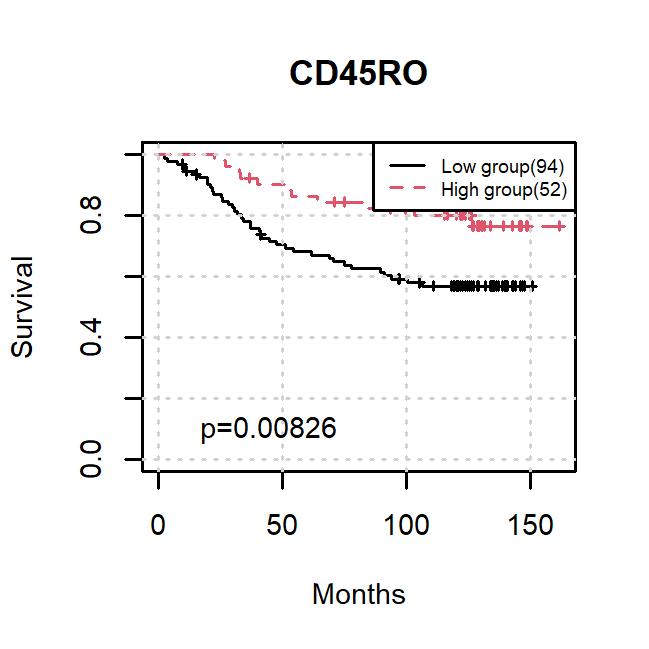 CD45RO
Low group(94)
High group(52)
0.8
0.4
0.0
Survival
p=0.00826
0 50 100 150
Months